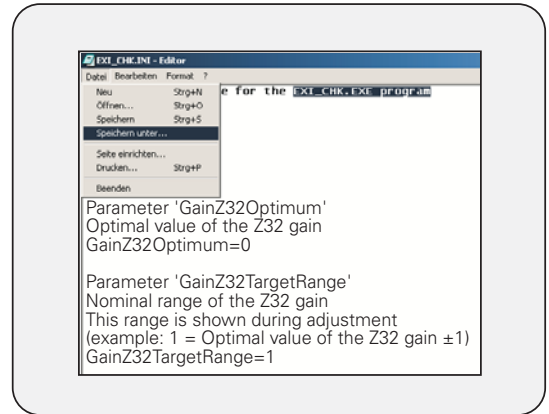 EXI_CHK.INI - Editor
Datei Bearbeiten Format ?
Neu Strg+N
e for the EXI_CHK.EXE program
Öffnen... Strg+O
Speichern Strg+S
Speichern unter...
Seite einrichten...
Drucken... Strg+P
Beenden
Parameter 'GainZ32Optimum'
Optimal value of the Z32 gain
GainZ32Optimum=0
Parameter 'GainZ32TargetRange'
Nominal range of the Z32 gain
This range is shown during adjustment
(example: 1 = Optimal value of the Z32 gain ±1)
GainZ32TargetRange=1